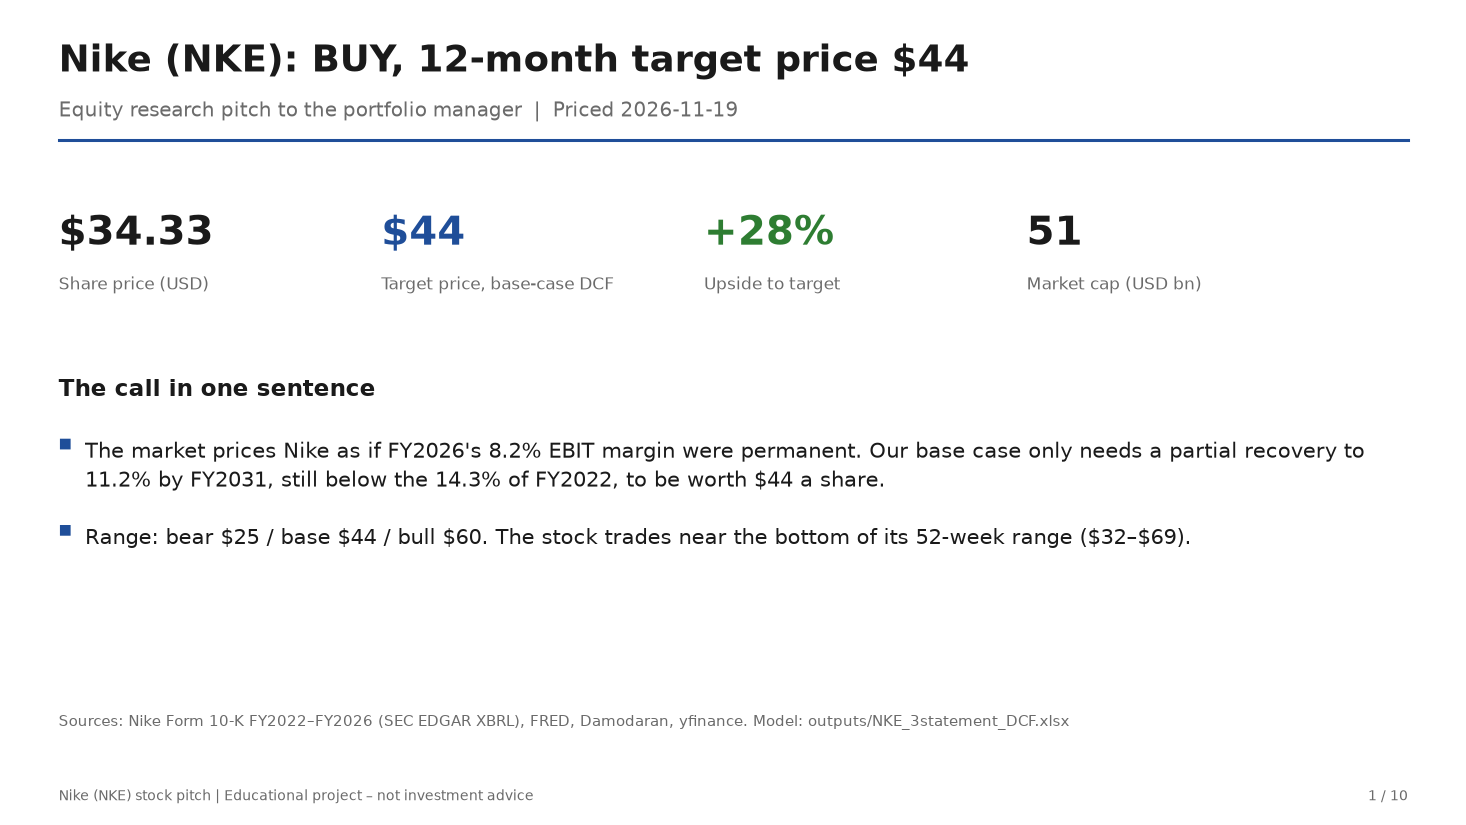 Nike (NKE): BUY, 12-month target price $44
Equity research pitch to the portfolio manager | Priced 2026-11-19
$34.33
$44
+28%
51
Share price (USD)
Target price, base-case DCF
Upside to target
Market cap (USD bn)
The call in one sentence
The market prices Nike as if FY2026's 8.2% EBIT margin were permanent. Our base case only needs a partial recovery to
11.2% by FY2031, still below the 14.3% of FY2022, to be worth $44 a share.
Range: bear $25 / base $44 / bull $60. The stock trades near the bottom of its 52-week range ($32–$69).
Sources: Nike Form 10-K FY2022–FY2026 (SEC EDGAR XBRL), FRED, Damodaran, yfinance. Model: outputs/NKE_3statement_DCF.xlsx
Nike (NKE) stock pitch | Educational project – not investment advice
1 / 10